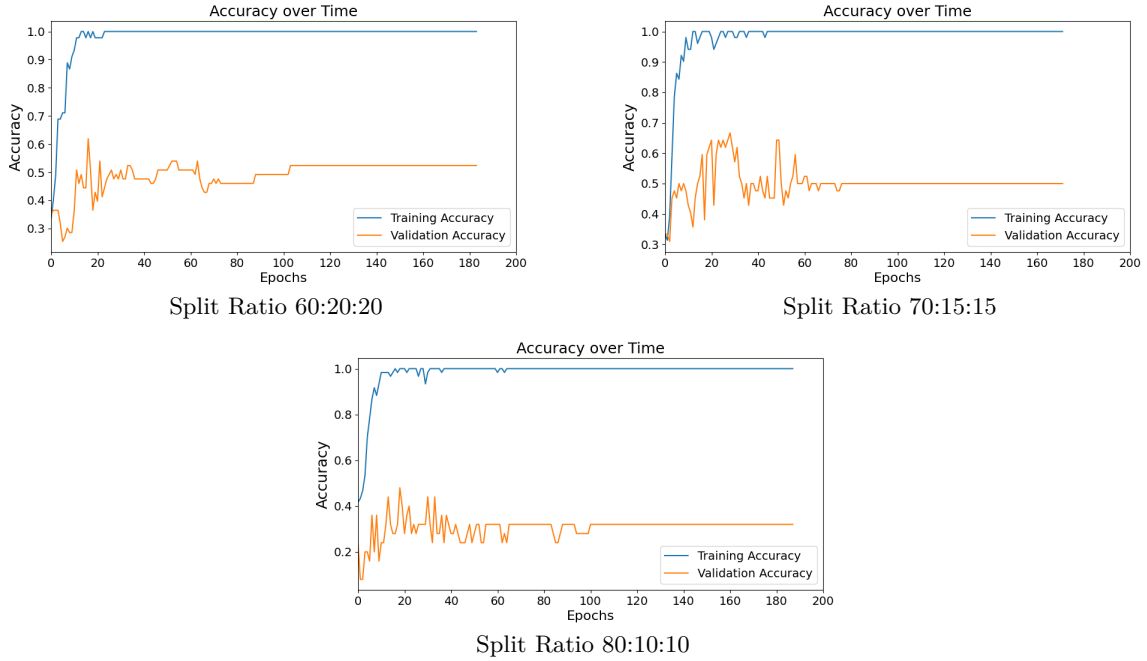 Accuracy over Time
1.0
0.9
0.8
0.7
0.6
0.5
0.4
0.3
Accuracy
Training Accuracy
Validation Accuracy
0 20 40 60 80 100 120 140 160 180 200
Epochs
Split Ratio 60:20:20
Accuracy over Time
1.0
0.9
0.8
0.7
0.6
0.5
0.4
0.3
Accuracy
Training Accuracy
Validation Accuracy
0 20 40 60 80 100 120 140 160 180 200
Epochs
Split Ratio 70:15:15
Accuracy over Time
1.0
0.8
0.6
0.4
0.2
Accuracy
Training Accuracy
Validation Accuracy
0 20 40 60 80 100 120 140 160 180 200
Epochs
Split Ratio 80:10:10